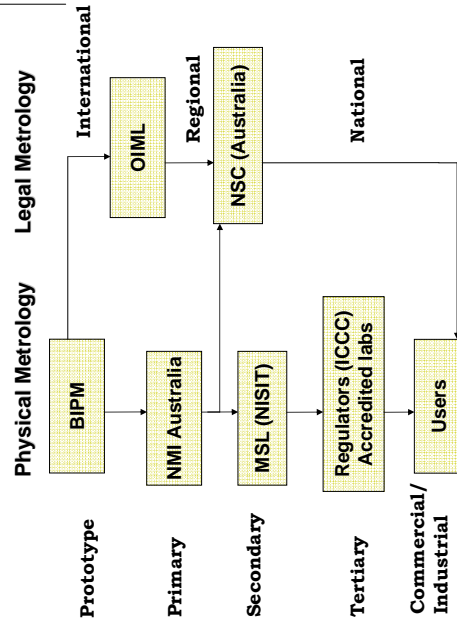 Physical Metrology
Legal Metrology
Prototype
BIPM
International
OIML
Primary
NMI Australia
Regional
NSC (Australia)
Secondary
MSL (NISIT)
Tertiary
Regulators (ICCC)
Accredited labs
National
Commercial/
Industrial
Users